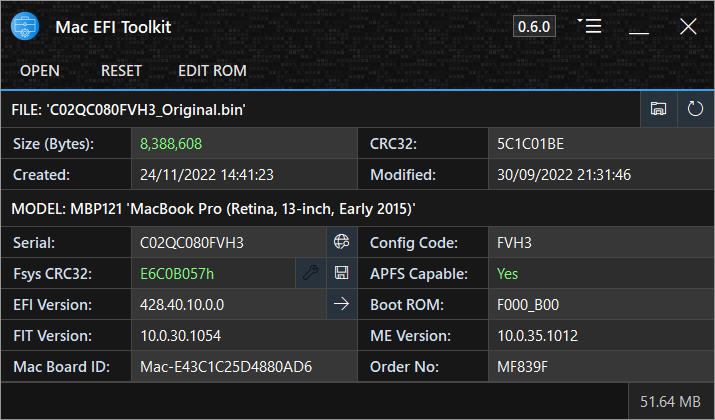 Mac EFI Toolkit 0.6.0
OPEN RESET EDIT ROM
FILE: 'C02QC080FVH3_Original.bin'
Size (Bytes): 8,388,608 CRC32: 5C1C01BE
Created: 24/11/2022 14:41:23 Modified: 30/09/2022 21:31:46
MODEL: MBP121 'MacBook Pro (Retina, 13-inch, Early 2015)'
Serial: C02QC080FVH3 Config Code: FVH3
Fsys CRC32: E6C0B057h APFS Capable: Yes
EFI Version: 428.40.10.0.0 Boot ROM: F000_B00
FIT Version: 10.0.30.1054 ME Version: 10.0.35.1012
Mac Board ID: Mac-E43C1C25D4880AD6 Order No: MF839F
51.64 MB